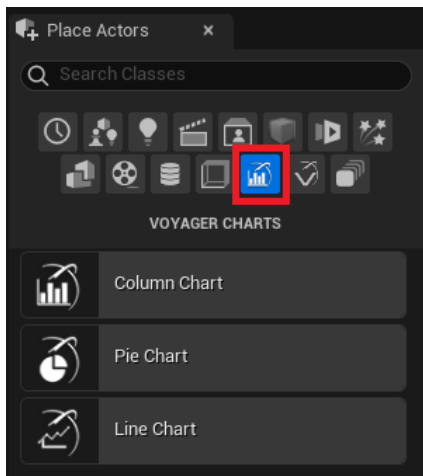 Place Actors
Search Classes
VOYAGER CHARTS
Column Chart
Pie Chart
Line Chart